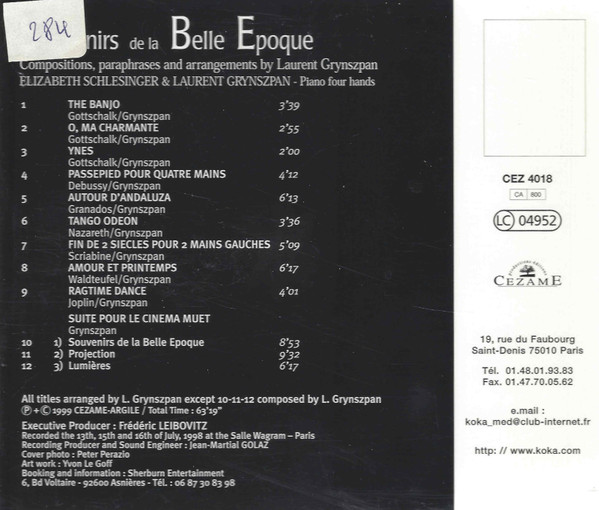 284
nirs de la Belle Epoque
Compositions, paraphrases and arrangements by Laurent Grynszpan
ELIZABETH SCHLESINGER & LAURENT GRYNSZPAN - Piano four hands
1 THE BANJO 3'39
Gottschalk/Grynszpan
2 O, MA CHARMANTE 2'55
Gottschalk/Grynszpan
3 YNES 2'00
Gottschalk/Grynszpan
4 PASSEPIED POUR QUATRE MAINS 4'12
Debussy/Grynszpan
5 AUTOUR D'ANDALUZA 6'13
Granados/Grynszpan
6 TANGO ODEON 3'36
Nazareth/Grynszpan
7 FIN DE 2 SIECLES POUR 2 MAINS GAUCHES 5'09
Scriabine/Grynszpan
8 AMOUR ET PRINTEMPS 6'17
Waldteufel/Grynszpan
9 RAGTIME DANCE 4'01
Joplin/Grynszpan
SUITE POUR LE CINEMA MUET
Grynszpan
10 1) Souvenirs de la Belle Epoque 8'53
11 2) Projection 9'32
12 3) Lumières 6'17
All titles arranged by L. Grynszpan except 10-11-12 composed by L. Grynszpan
℗+© 1999 CEZAME-ARGILE / Total Time : 63'19"
Executive Producer : Frédéric LEIBOVITZ
Recorded the 13th, 15th and 16th of July, 1998 at the Salle Wagram – Paris
Recording Producer and Sound Engineer : Jean-Martial GOLAZ
Cover photo : Peter Perazio
Art work : Yvon Le Goff
Booking and information : Sherburn Entertainment
6, Bd Voltaire - 92600 Asnières - Tél. : 06 87 30 83 98
CEZ 4018
CA 800
LC 04952
CEZAME
19, rue du Faubourg
Saint-Denis 75010 Paris
Tél. 01.48.01.93.83
Fax. 01.47.70.05.62
e.mail :
koka_med@club-internet.fr
http: // www.koka.com